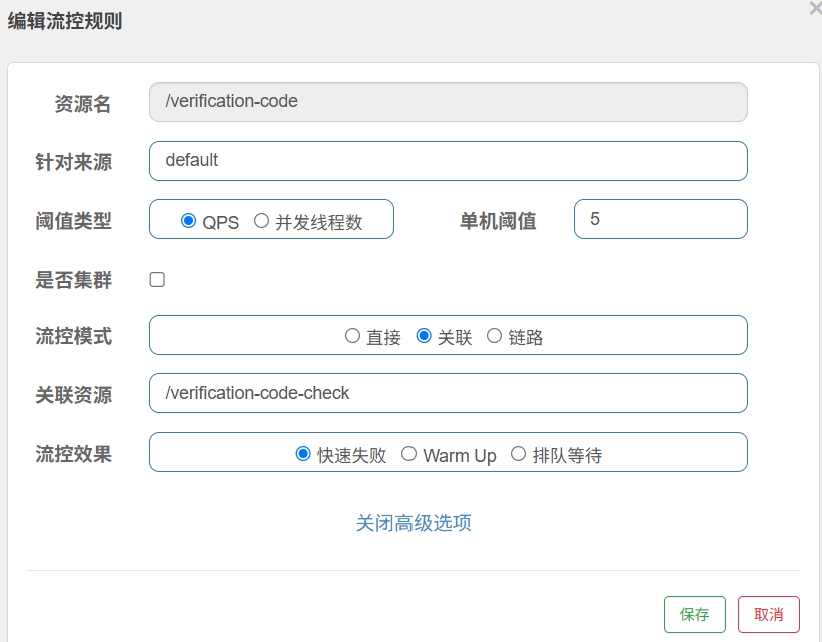 编辑流控规则
资源名 /verification-code
针对来源 default
阈值类型 QPS 并发线程数 单机阈值 5
是否集群
流控模式 直接 关联 链路
关联资源 /verification-code-check
流控效果 快速失败 Warm Up 排队等待
关闭高级选项
保存 取消